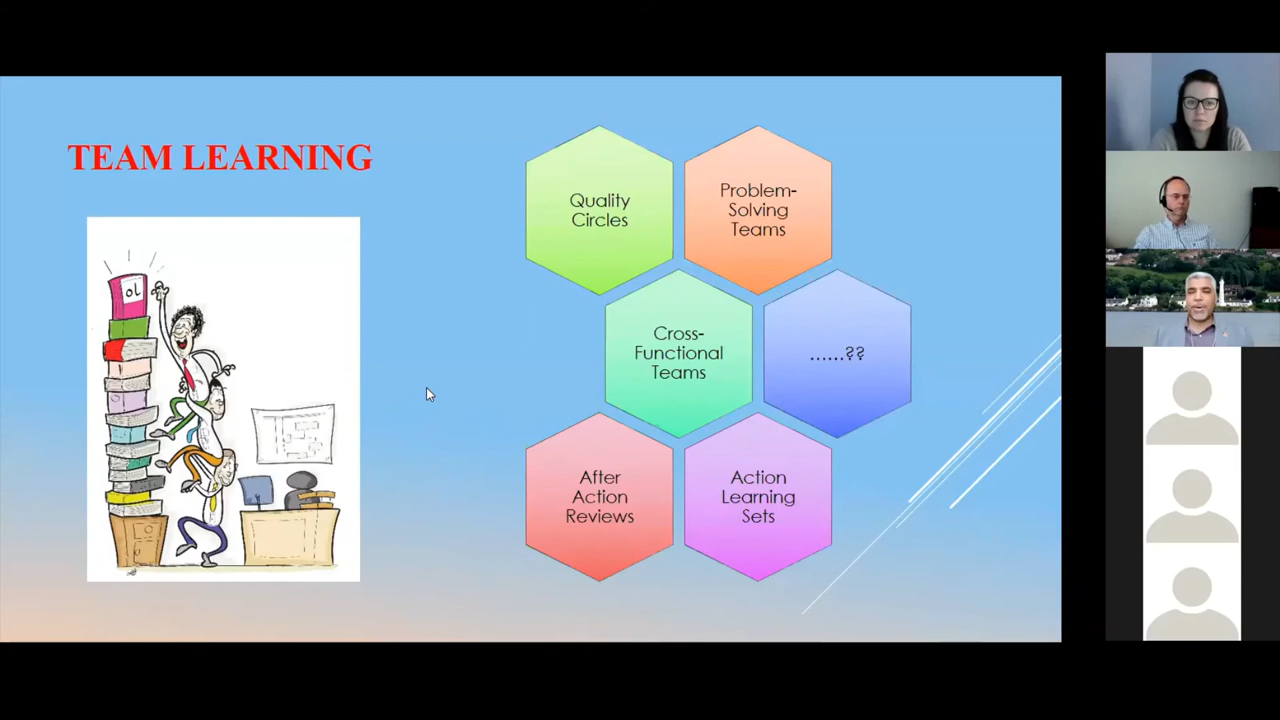 TEAM LEARNING
OL
Quality
Circles
Problem-
Solving
Teams
Cross-
Functional
Teams
......??
After
Action
Reviews
Action
Learning
Sets